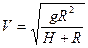 V = √(gR²/(H + R))